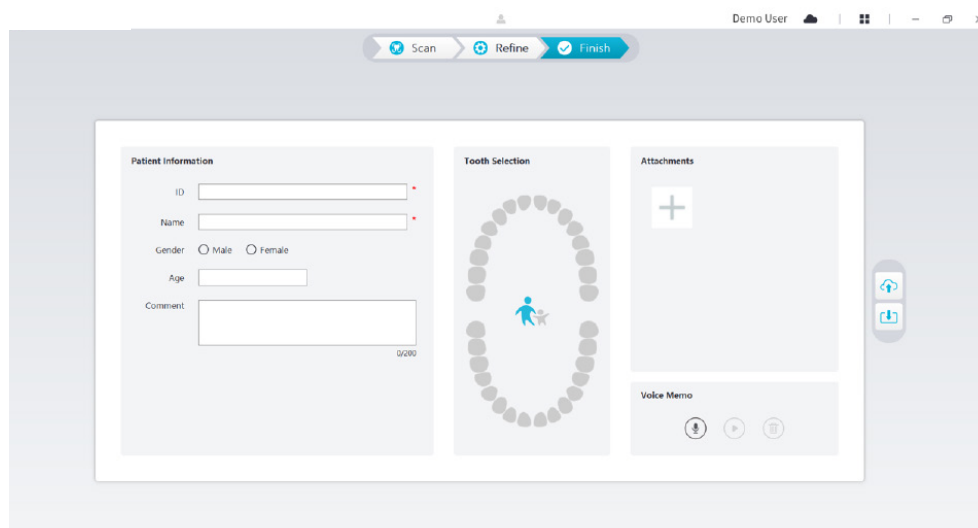 Demo User
Scan
Refine
Finish
Patient Information
ID
*
Name
*
Gender
Male
Female
Age
Comment
0/200
Tooth Selection
Attachments
Voice Memo